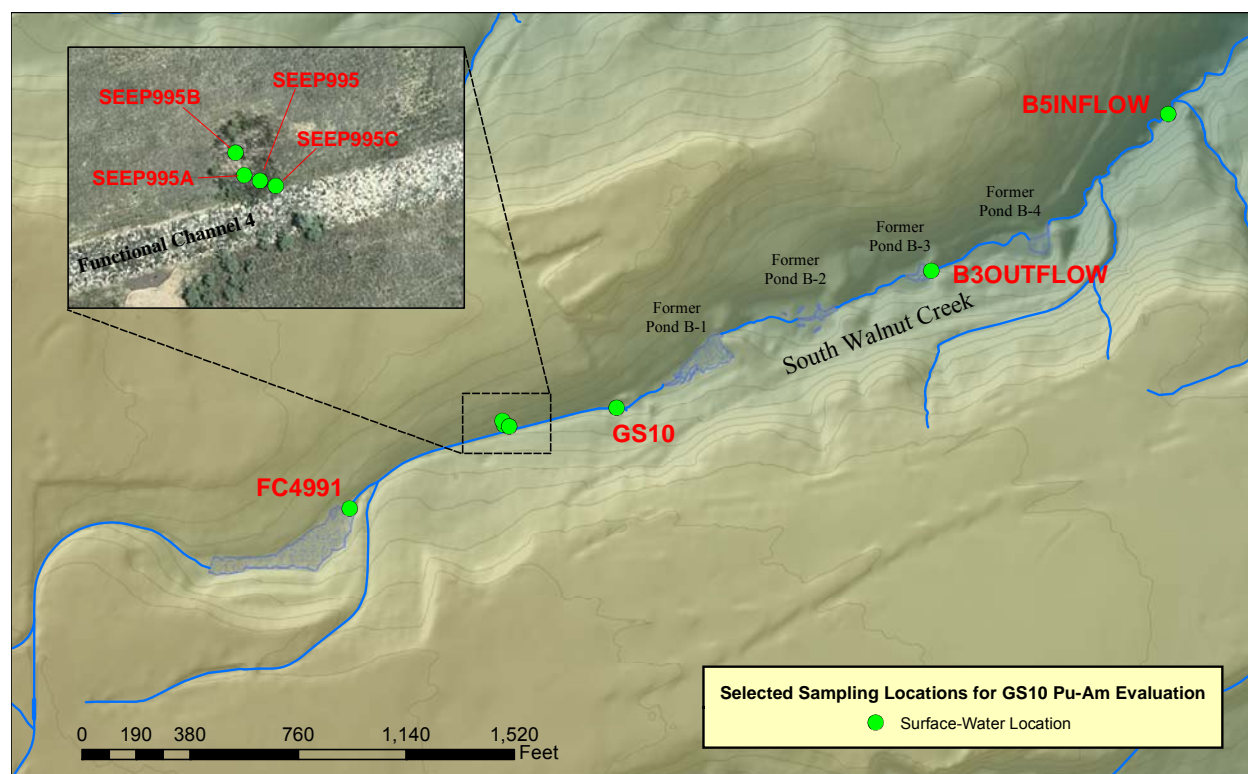 SEEP995
SEEP995B
SEEP995C
SEEP995A
Functional Channel 4
B5INFLOW
Former
Pond B-4
Former
Pond B-3
B3OUTFLOW
Former
Pond B-2
Former
Pond B-1
South Walnut Creek
GS10
FC4991
0 190 380 760 1,140 1,520
Feet
Selected Sampling Locations for GS10 Pu-Am Evaluation
Surface-Water Location